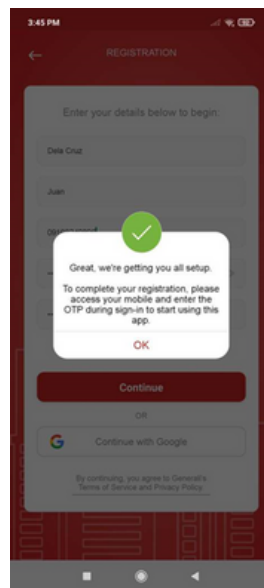 3:45 PM
REGISTRATION
Enter your details below to begin:
Dela Cruz
Juan
Great, we're getting you all setup.
To complete your registration, please
access your mobile and enter the
OTP during sign-in to start using this
app.
OK
Continue
OR
Continue with Google
By continuing, you agree to Generali's
Terms of Service and Privacy Policy.